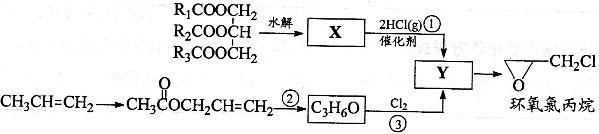 R₁COOCH₂
R₂COOCH
R₃COOCH₂
水解
X
2HCl(g) ①
催化剂
Y
CH₂Cl
O
环氧氯丙烷
CH₃CH=CH₂
O
CH₃COCH₂CH=CH₂
②
C₃H₆O
Cl₂
③